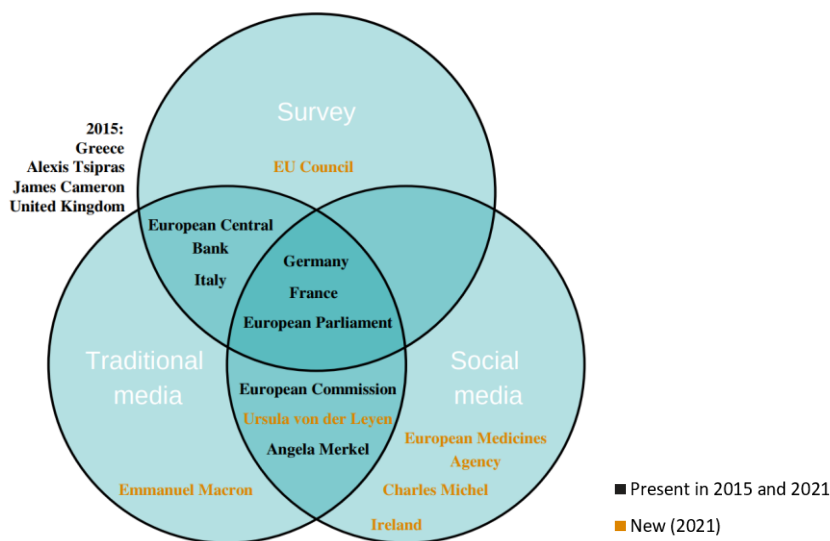 Survey
2015:
Greece
Alexis Tsipras
James Cameron
United Kingdom
EU Council
European Central
Bank
Italy
Germany
France
European Parliament
Traditional
media
Social
media
European Commission
Ursula von der Leyen
Angela Merkel
European Medicines
Agency
Emmanuel Macron
Charles Michel
Ireland
Present in 2015 and 2021
New (2021)